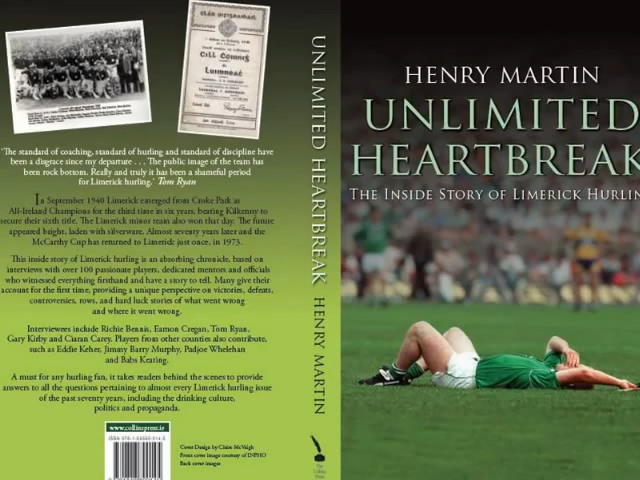 'The standard of coaching, standard of hurling and standard of discipline have
been a disgrace since my departure . . . The public image of the team has
been rock bottom. Really and truly it has been a shameful period
for Limerick hurling.' Tom Ryan
In September 1940 Limerick emerged from Croke Park as
All-Ireland Champions for the third time in six years, beating Kilkenny to
secure their sixth title. The Limerick minor team also won that day. The future
appeared bright, laden with silverware. Almost seventy years later and the
McCarthy Cup has returned to Limerick just once, in 1973.
This inside story of Limerick hurling is an absorbing chronicle, based on
interviews with over 100 passionate players, dedicated mentors and officials
who witnessed everything firsthand and have a story to tell. Many give their
account for the first time, providing a unique perspective on victories, defeats,
controversies, rows, and hard luck stories of what went wrong
and where it went wrong.
Interviewees include Richie Bennis, Eamon Cregan, Tom Ryan,
Gary Kirby and Ciaran Carey. Players from other counties also contribute,
such as Eddie Keher, Jimmy Barry Murphy, Padjoe Whelehan
and Babs Keating.
A must for any hurling fan, it takes readers behind the scenes to provide
answers to all the questions pertaining to almost every Limerick hurling issue
of the past seventy years, including the drinking culture,
politics and propaganda.
www.collinspress.ie
Cover Design by Claire McVeigh
Front cover image courtesy of INPHO
Back cover images
Cill Coinnig
Luimneac
UNLIMITED HEARTBREAK HENRY MARTIN
HENRY MARTIN
UNLIMITED
HEARTBREAK
The Inside Story of Limerick Hurlin